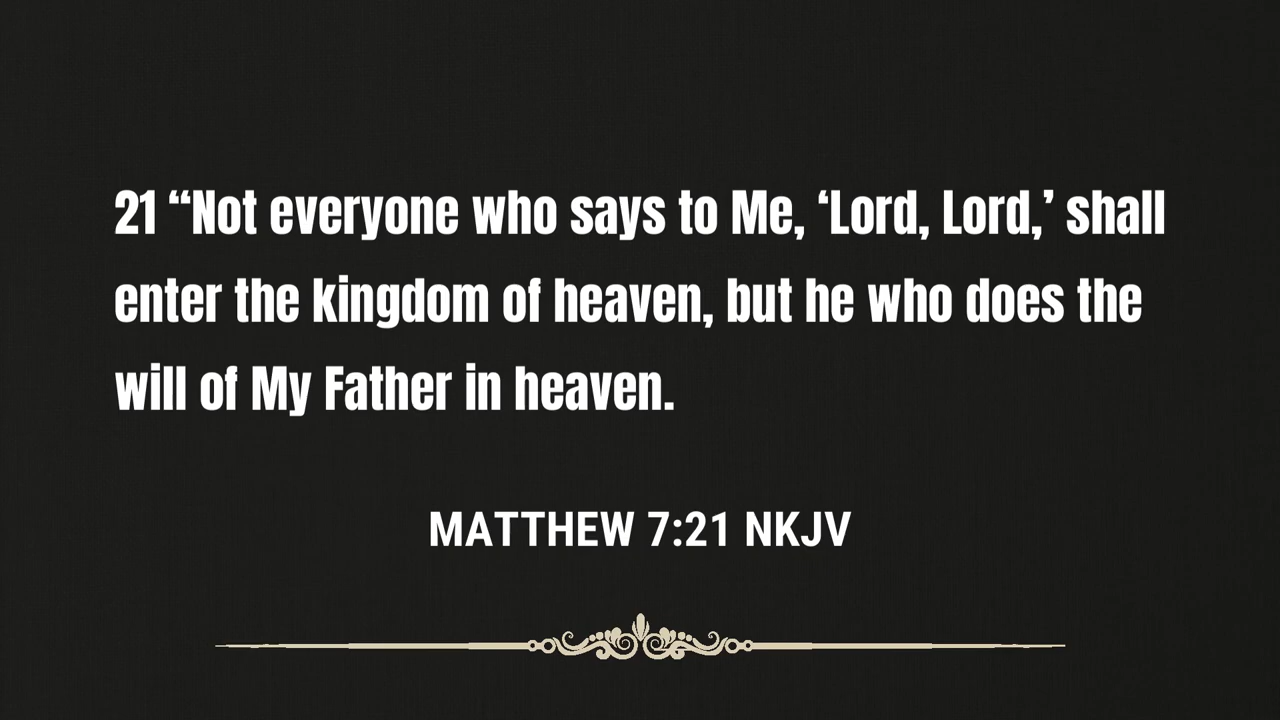 21 “Not everyone who says to Me, ‘Lord, Lord,’ shall
enter the kingdom of heaven, but he who does the
will of My Father in heaven.
MATTHEW 7:21 NKJV